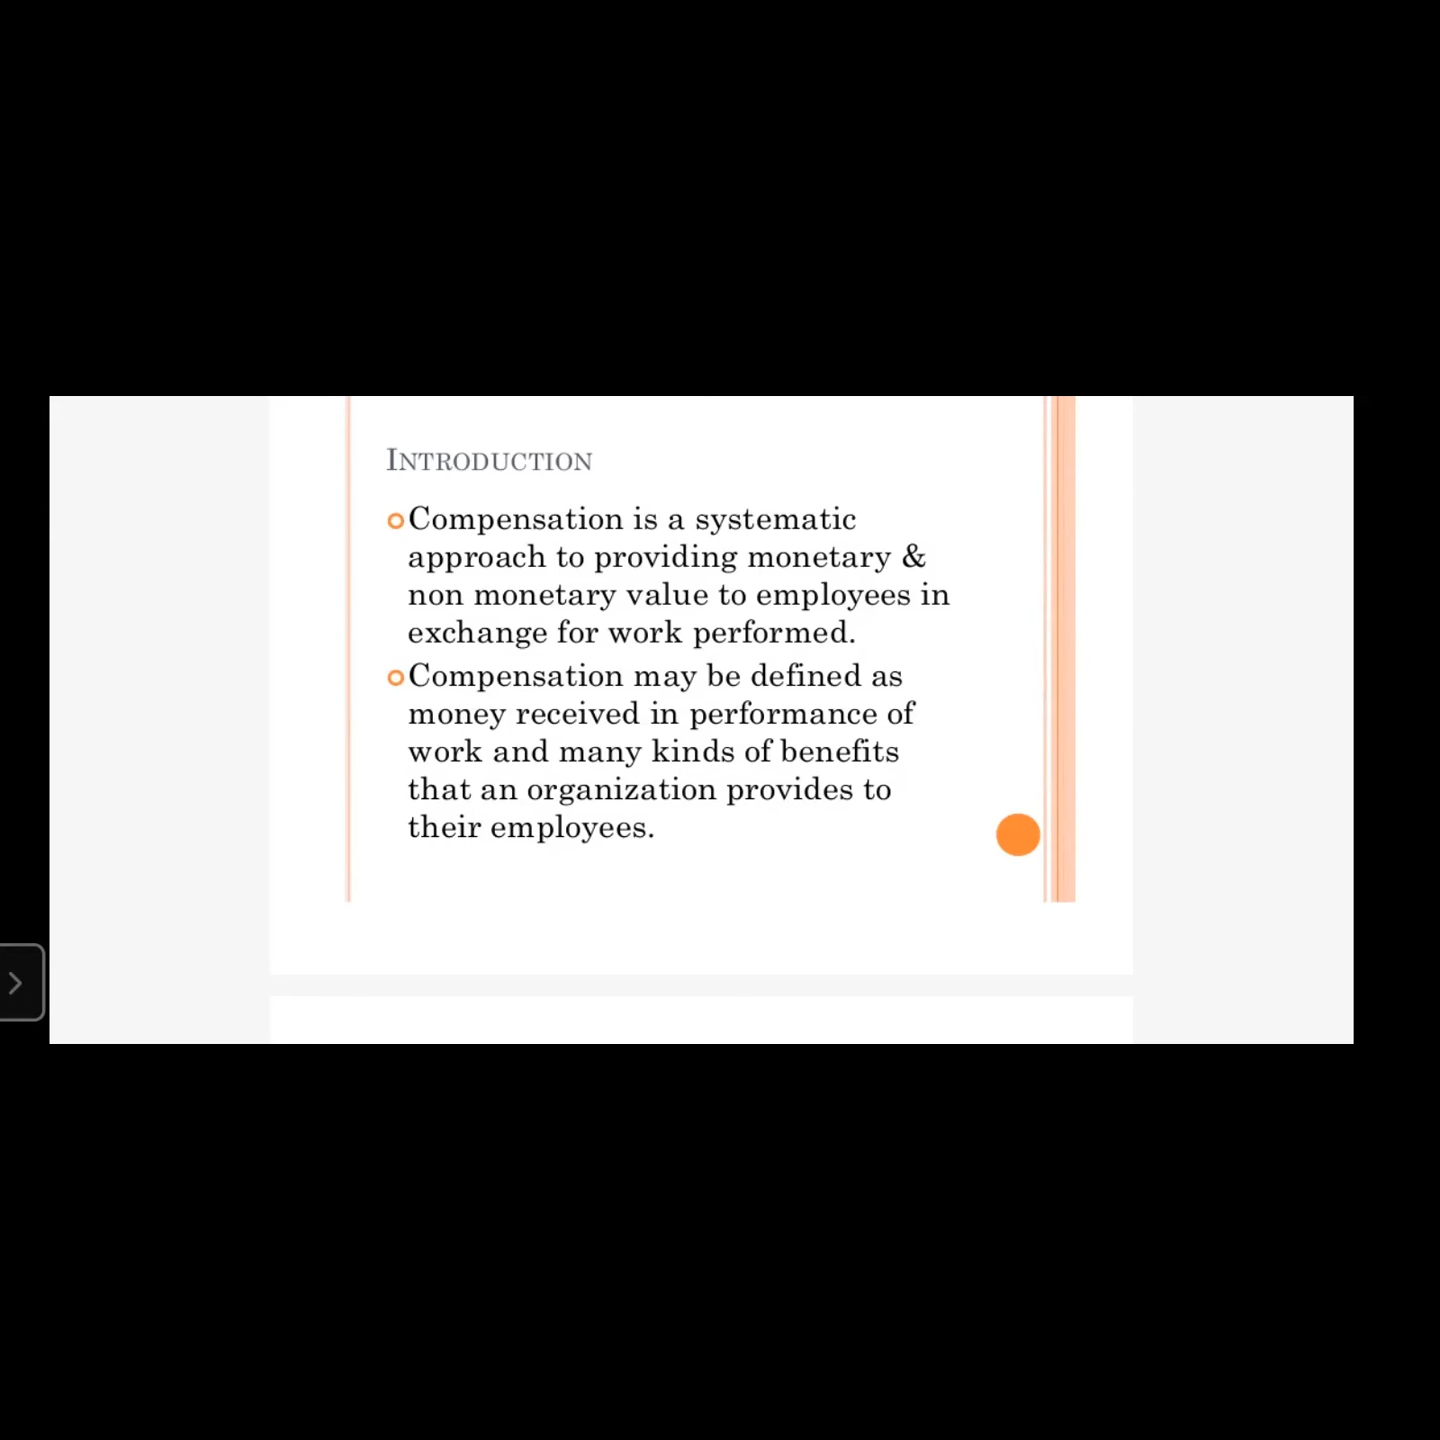 INTRODUCTION
Compensation is a systematic
approach to providing monetary &
non monetary value to employees in
exchange for work performed.
Compensation may be defined as
money received in performance of
work and many kinds of benefits
that an organization provides to
their employees.